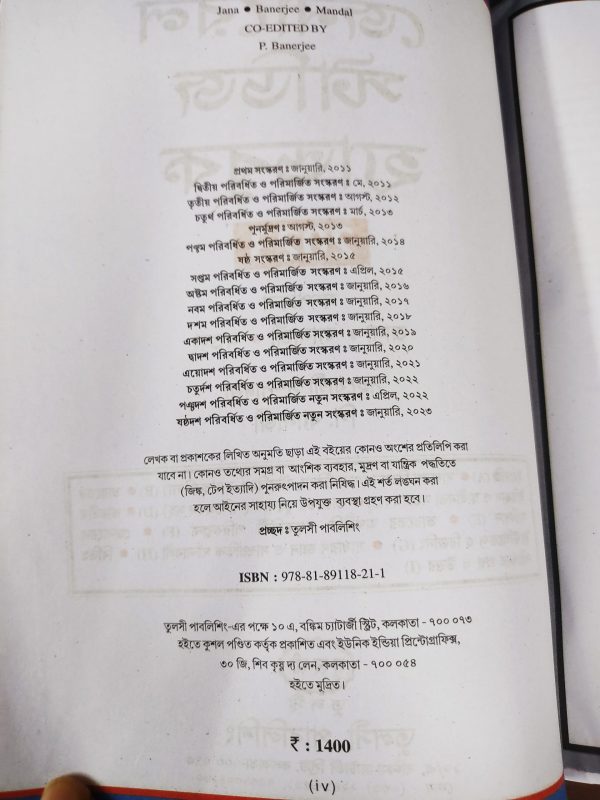 Jana • Banerjee • Mandal
CO-EDITED BY
P. Banerjee
প্রথম সংস্করণ : জানুয়ারি, ২০১১
দ্বিতীয় পরিবর্ধিত ও পরিমার্জিত সংস্করণ : মে, ২০১১
তৃতীয় পরিবর্ধিত ও পরিমার্জিত সংস্করণ : আগস্ট, ২০১২
চতুর্থ পরিবর্ধিত ও পরিমার্জিত সংস্করণ : মার্চ, ২০১৩
পুনর্মুদ্রণ : আগস্ট, ২০১৩
পঞ্চম পরিবর্ধিত ও পরিমার্জিত সংস্করণ : জানুয়ারি, ২০১৪
ষষ্ঠ সংস্করণ : জানুয়ারি, ২০১৫
সপ্তম পরিবর্ধিত ও পরিমার্জিত সংস্করণ : এপ্রিল, ২০১৫
অষ্টম পরিবর্ধিত ও পরিমার্জিত সংস্করণ : জানুয়ারি, ২০১৬
নবম পরিবর্ধিত ও পরিমার্জিত সংস্করণ : জানুয়ারি, ২০১৭
দশম পরিবর্ধিত ও পরিমার্জিত সংস্করণ : জানুয়ারি, ২০১৮
একাদশ পরিবর্ধিত ও পরিমার্জিত সংস্করণ : জানুয়ারি, ২০১৯
দ্বাদশ পরিবর্ধিত ও পরিমার্জিত সংস্করণ : জানুয়ারি, ২০২০
এয়োদশ পরিবর্ধিত ও পরিমার্জিত সংস্করণ : জানুয়ারি, ২০২১
চতুর্দশ পরিবর্ধিত ও পরিমার্জিত সংস্করণ : জানুয়ারি, ২০২২
পঞ্চদশ পরিবর্ধিত ও পরিমার্জিত নতুন সংস্করণ : এপ্রিল, ২০২২
ষষ্ঠদশ পরিবর্ধিত ও পরিমার্জিত নতুন সংস্করণ : জানুয়ারি, ২০২৩
লেখক বা প্রকাশকের লিখিত অনুমতি ছাড়া এই বইয়ের কোনও অংশের প্রতিলিপি করা
যাবে না। কোনও তথ্যের সমগ্র বা আংশিক ব্যবহার, মুদ্রণ বা যান্ত্রিক পদ্ধতিতে
(জিঙ্ক, টেপ ইত্যাদি) পুনরুৎপাদন করা নিষিদ্ধ। এই শর্ত লঙ্ঘন করা
হলে আইনের সাহায্য নিয়ে উপযুক্ত ব্যবস্থা গ্রহণ করা হবে।
প্রচ্ছদ : তুলসী পাবলিশিং
ISBN : 978-81-89118-21-1
তুলসী পাবলিশিং-এর পক্ষে ১০ এ, বঙ্কিম চ্যাটার্জী স্ট্রিট, কলকাতা - ৭০০ ০৭৩
হইতে কুশল পণ্ডিত কর্তৃক প্রকাশিত এবং ইউনিক ইন্ডিয়া প্রিন্টোগ্রাফিক্স,
৩০ জি, শিব কৃষ্ণ দ্য লেন, কলকাতা - ৭০০ ০৫৪
হইতে মুদ্রিত।
₹ : 1400
(iv)